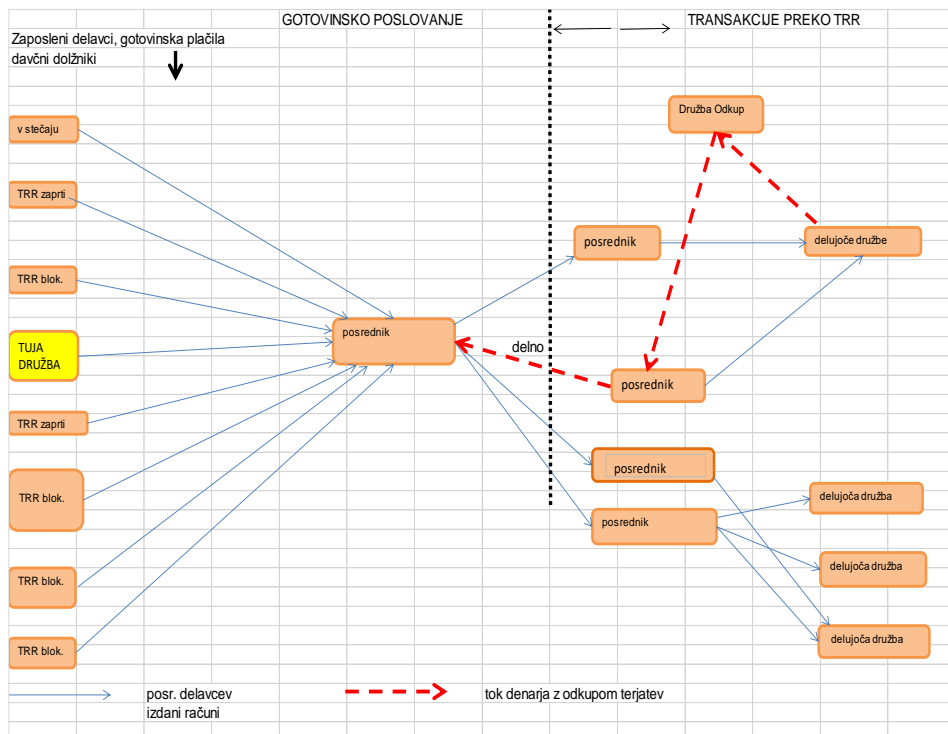 GOTOVINSKO POSLOVANJE
TRANSAKCIJE PREKO TRR
Zaposleni delavci, gotovinska plačila
davčni dolžniki
v stečaju
TRR zaprti
TRR blok.
TUJA
DRUŽBA
TRR zaprti
TRR blok.
TRR blok.
TRR blok.
posrednik
delno
Družba Odkup
posrednik
delujoče družbe
posrednik
posrednik
posrednik
delujoča družba
delujoča družba
delujoča družba
posr. delavcev
izdani računi
tok denarja z odkupom terjatev